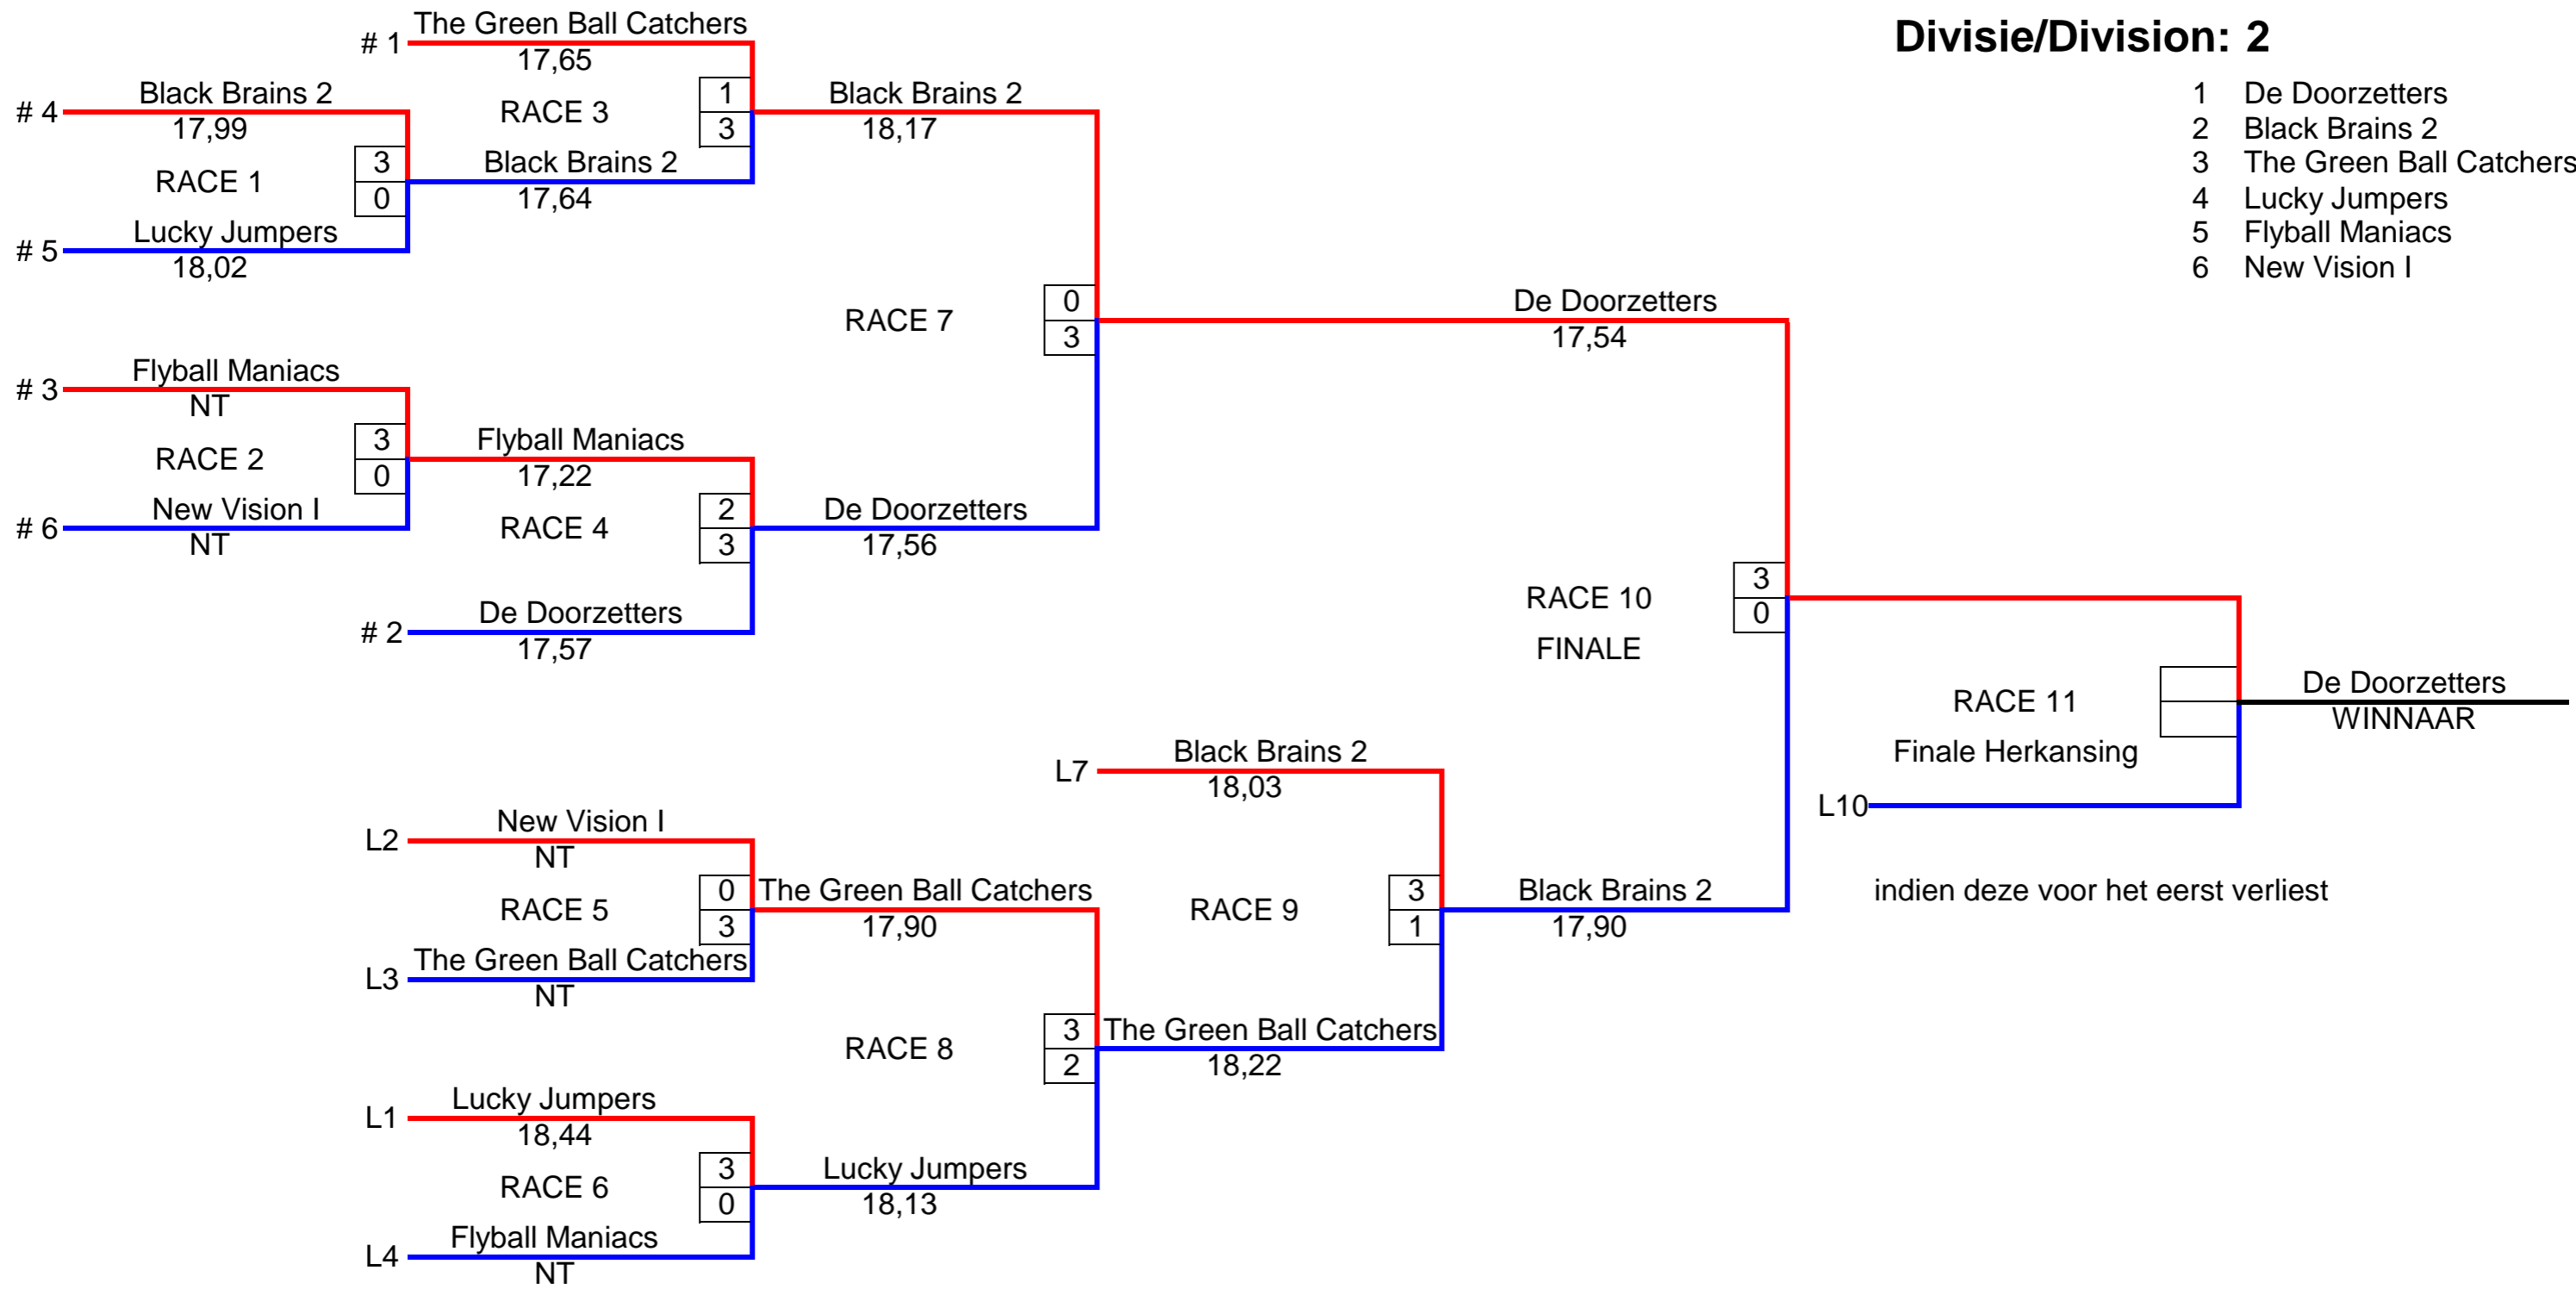 Divisie/Division: 2
1 De Doorzetters
2 Black Brains 2
3 The Green Ball Catchers
4 Lucky Jumpers
5 Flyball Maniacs
6 New Vision I
# 1
The Green Ball Catchers
17,65
RACE 3
1
3
Black Brains 2
17,64
# 4
Black Brains 2
17,99
RACE 1
3
0
# 5
Lucky Jumpers
18,02
Black Brains 2
18,17
RACE 7
0
3
# 3
Flyball Maniacs
NT
RACE 2
3
0
# 6
New Vision I
NT
Flyball Maniacs
17,22
RACE 4
2
3
# 2
De Doorzetters
17,57
De Doorzetters
17,56
De Doorzetters
17,54
RACE 10
FINALE
3
0
RACE 11
Finale Herkansing
De Doorzetters
WINNAAR
L10
indien deze voor het eerst verliest
L7
Black Brains 2
18,03
RACE 9
3
1
Black Brains 2
17,90
L2
New Vision I
NT
RACE 5
0
3
L3
The Green Ball Catchers
NT
The Green Ball Catchers
17,90
RACE 8
3
2
The Green Ball Catchers
18,22
L1
Lucky Jumpers
18,44
RACE 6
3
0
L4
Flyball Maniacs
NT
Lucky Jumpers
18,13